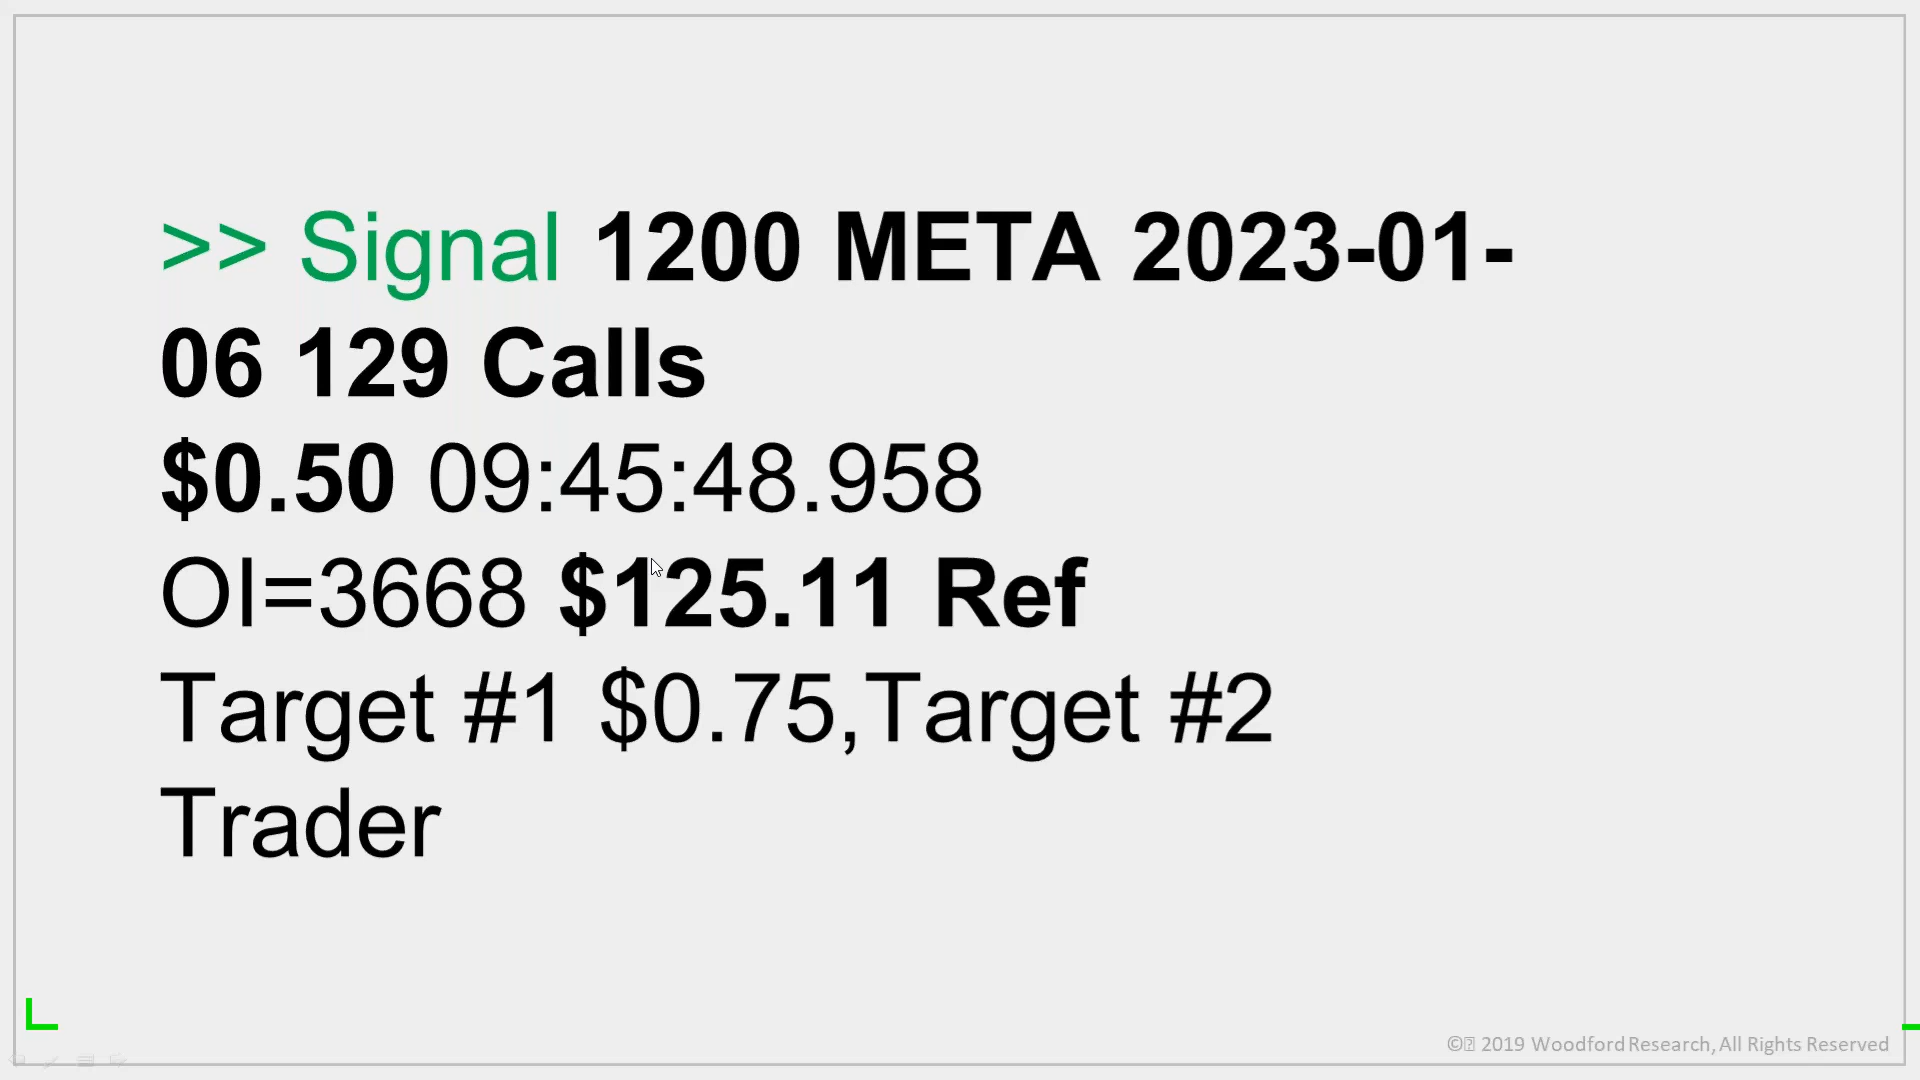 >> Signal 1200 META 2023-01-
06 129 Calls
$0.50 09:45:48.958
OI=3668 $125.11 Ref
Target #1 $0.75,Target #2
Trader
© 2019 Woodford Research, All Rights Reserved